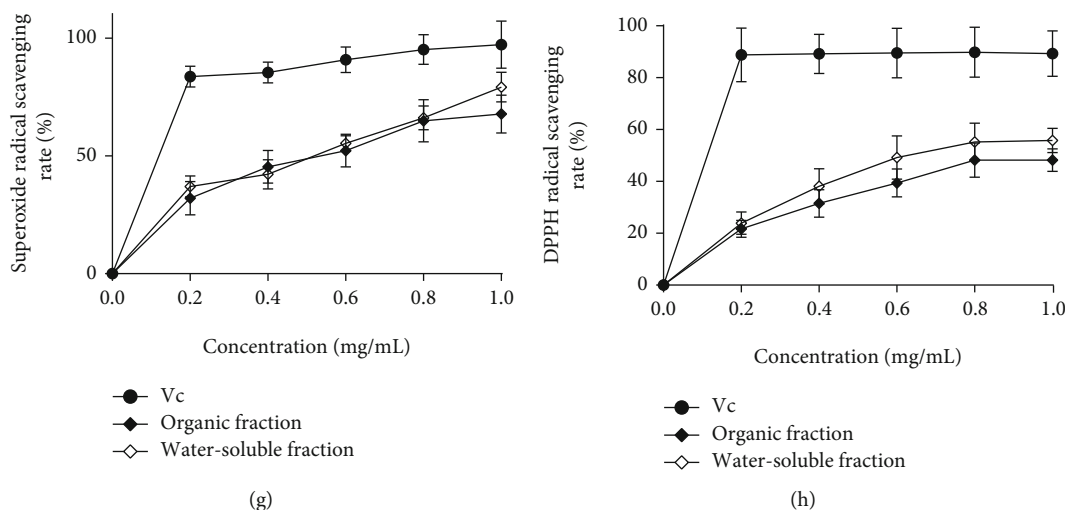 Superoxide radical scavenging
rate (%)
100
50
0
0.0 0.2 0.4 0.6 0.8 1.0
Concentration (mg/mL)
Vc
Organic fraction
Water-soluble fraction
(g)
DPPH radical scavenging
rate (%)
100
80
60
40
20
0
0.0 0.2 0.4 0.6 0.8 1.0
Concentration (mg/mL)
Vc
Organic fraction
Water-soluble fraction
(h)